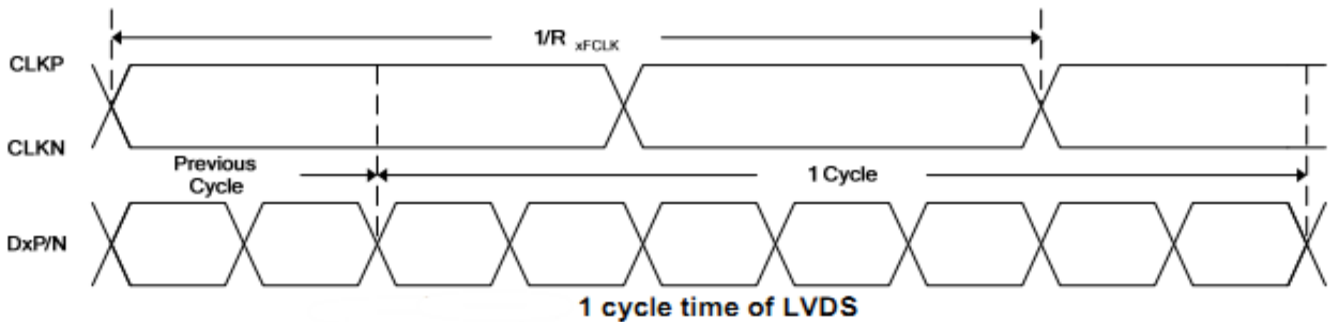 1/R xFCLK
CLKP
CLKN
Previous
Cycle
1 Cycle
DxP/N
1 cycle time of LVDS